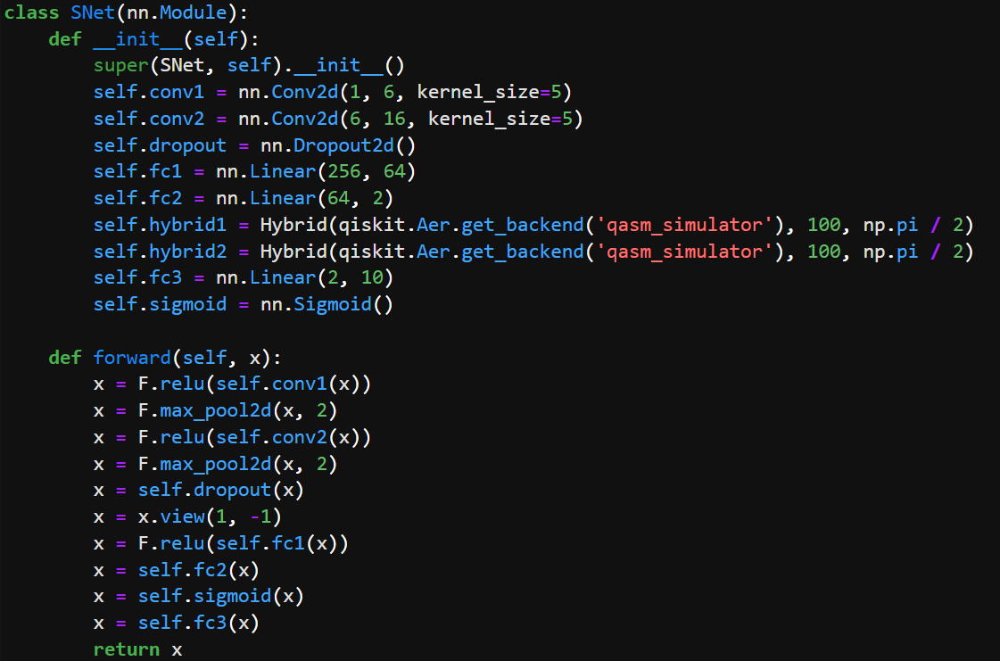 class SNet(nn.Module):
    def __init__(self):
        super(SNet, self).__init__()
        self.conv1 = nn.Conv2d(1, 6, kernel_size=5)
        self.conv2 = nn.Conv2d(6, 16, kernel_size=5)
        self.dropout = nn.Dropout2d()
        self.fc1 = nn.Linear(256, 64)
        self.fc2 = nn.Linear(64, 2)
        self.hybrid1 = Hybrid(qiskit.Aer.get_backend('qasm_simulator'), 100, np.pi / 2)
        self.hybrid2 = Hybrid(qiskit.Aer.get_backend('qasm_simulator'), 100, np.pi / 2)
        self.fc3 = nn.Linear(2, 10)
        self.sigmoid = nn.Sigmoid()

    def forward(self, x):
        x = F.relu(self.conv1(x))
        x = F.max_pool2d(x, 2)
        x = F.relu(self.conv2(x))
        x = F.max_pool2d(x, 2)
        x = self.dropout(x)
        x = x.view(1, -1)
        x = F.relu(self.fc1(x))
        x = self.fc2(x)
        x = self.sigmoid(x)
        x = self.fc3(x)
        return x